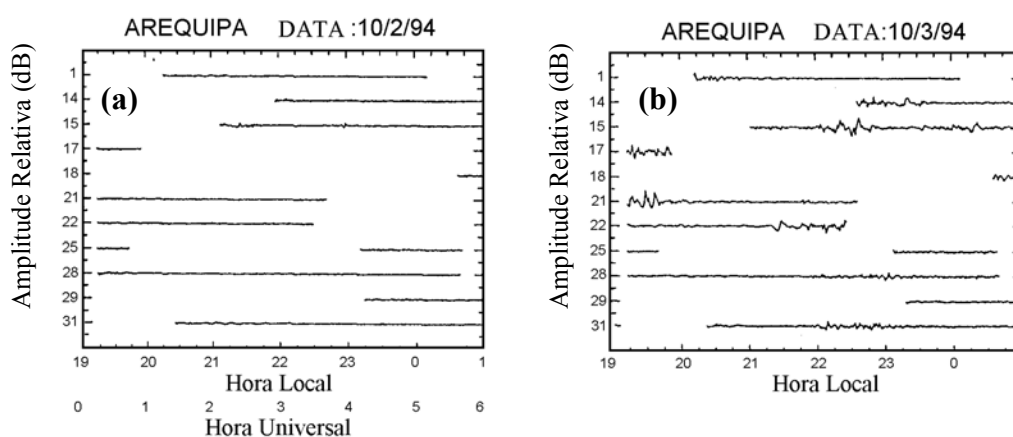 AREQUIPA DATA :10/2/94
Amplitude Relativa (dB)
(a)
1
14
15
17
18
21
22
25
28
29
31
19 20 21 22 23 0 1
Hora Local
0 1 2 3 4 5 6
Hora Universal
AREQUIPA DATA:10/3/94
Amplitude Relativa (dB)
(b)
1
14
15
17
18
21
22
25
28
29
31
19 20 21 22 23 0
Hora Local